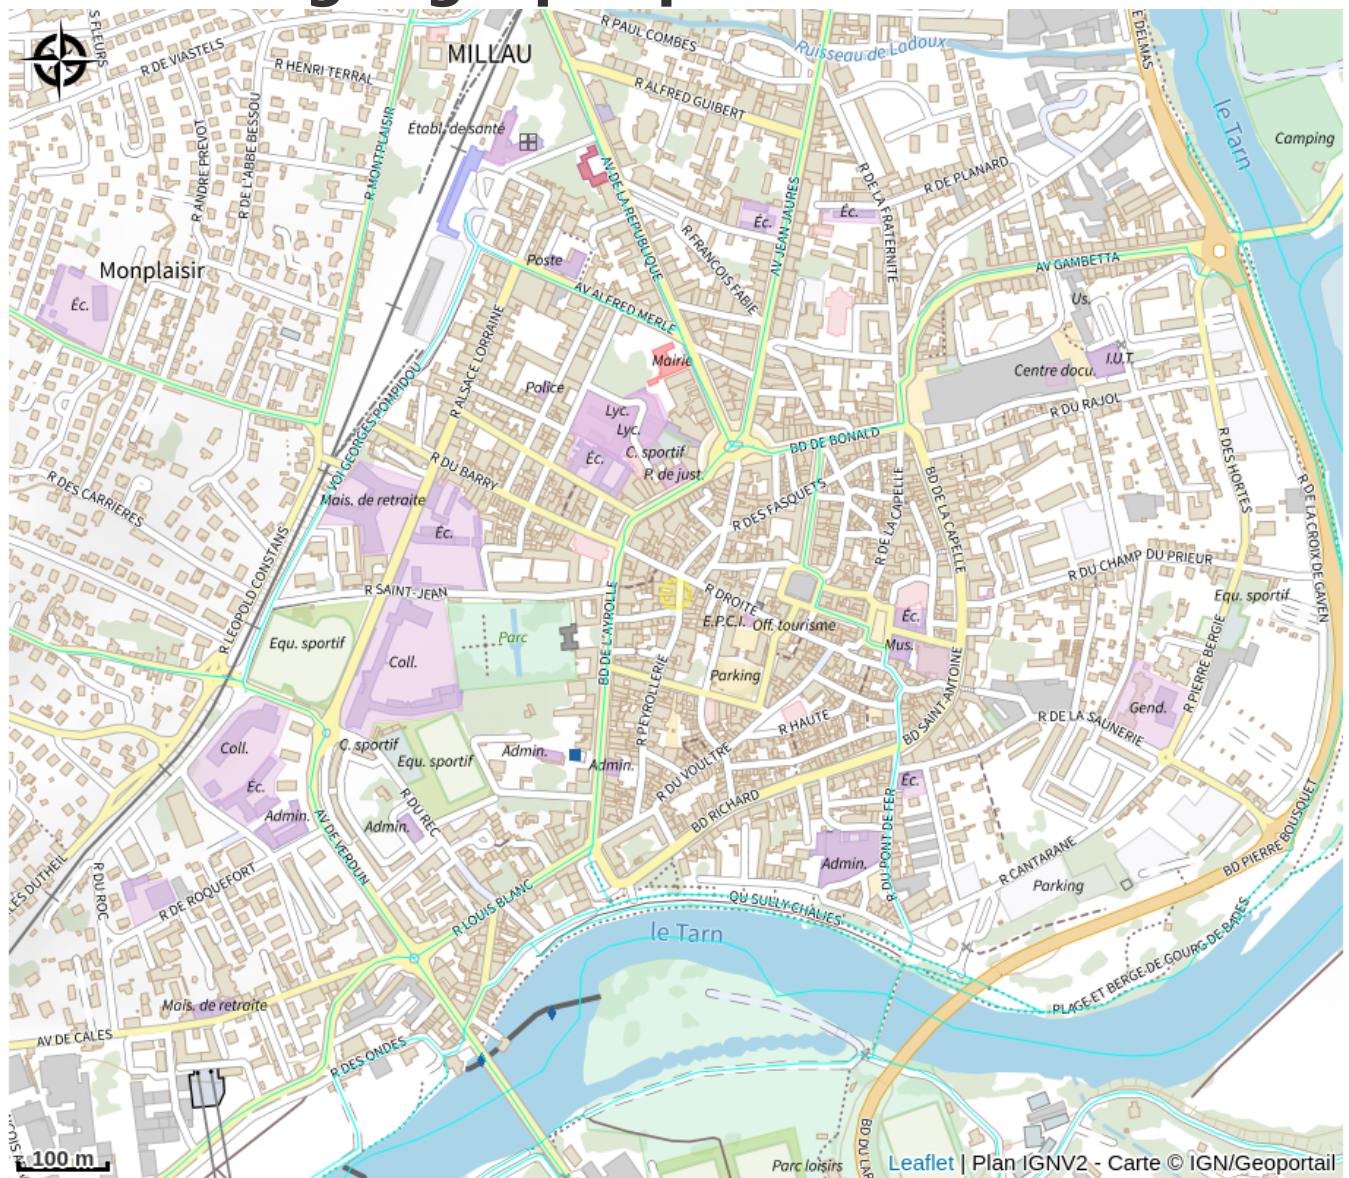 S FLEURS
R DE VIASTELS
R HENRI TERRAL
MILLAU
R PAUL COMBES
Ruisseau de Ladoux
E DELMAS
le Tarn
Camping
R ALFRED GUIBERT
Établ. de santé
R ANDRE PREVOT
R DE L'ABBE BESSOU
R MONTPLAISIR
AV DE LA REPUBLIQUE
AV JEAN JAURES
R DE LA FRATERNITE
R DE PLANARD
Éc.
Éc.
R FRANCOIS FABIE
AV GAMBETTA
Monplaisir
Éc.
Poste
AV ALFRED MERLE
Us.
I.U.T.
Centre docu.
Mairie
Police
R ALSACE LORRAINE
VOI GEORGES POMPIDOU
Lyc.
Lyc.
C. sportif
Éc.
P. de just.
BD DE BONALD
R DU RAJOL
R DES HORTES
R DU BARRY
R DES CARRIERES
Mais. de retraite
Éc.
R DES FASQUETS
R DE LA CAPELLE
BD DE LA CAPELLE
R DE LA CROIX DE GAVEN
R LEOPOLD CONSTANS
R SAINT-JEAN
R DU CHAMP DU PRIEUR
Equ. sportif
R DROITE
E.P.C.I.
Off. tourisme
Éc.
Mus.
Equ. sportif
Parc
Coll.
BD DE L'AYROLLE
R PEYROLLERIE
Parking
R PIERRE BERGIE
Gend.
R HAUTE
BD SAINT-ANTOINE
R DE LA SAUNERIE
Coll.
C. sportif
Equ. sportif
Admin.
Admin.
R DU VOULTRE
Éc.
Éc.
Admin.
Admin.
R DU REC
BD RICHARD
AV DE VERDUN
R DU PONT DE FER
Admin.
R CANTARANE
Parking
BD PIERRE BOUSQUET
LES DUTHEIL
R DU ROC
R DE ROQUEFORT
R LOUIS BLANC
QU SULLY CHALIES
le Tarn
PLAGE ET BERGE DE GOURG DE BADES
Mais. de retraite
AV DE CALES
R DES ONDES
100 m
Parc loisirs
Leaflet | Plan IGNV2 - Carte © IGN/Geoportail